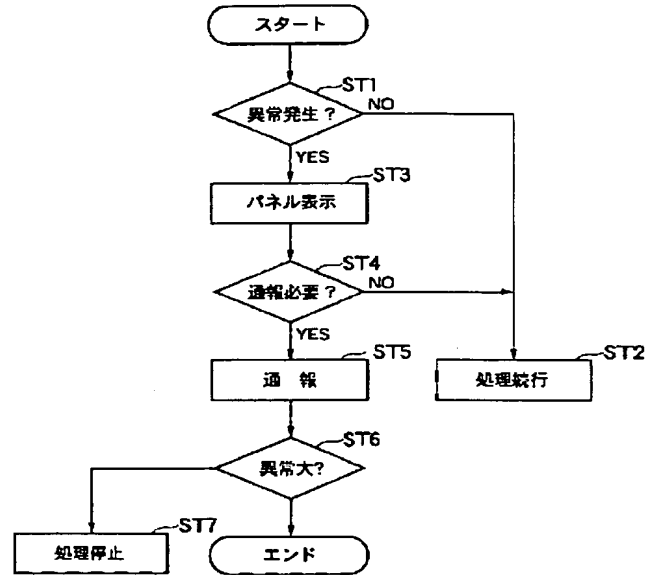 スタート
ST1
異常発生?
NO
YES
ST3
パネル表示
ST4
通報必要?
NO
YES
ST5
通 報
ST2
処理続行
ST6
異常大?
ST7
処理停止
エンド